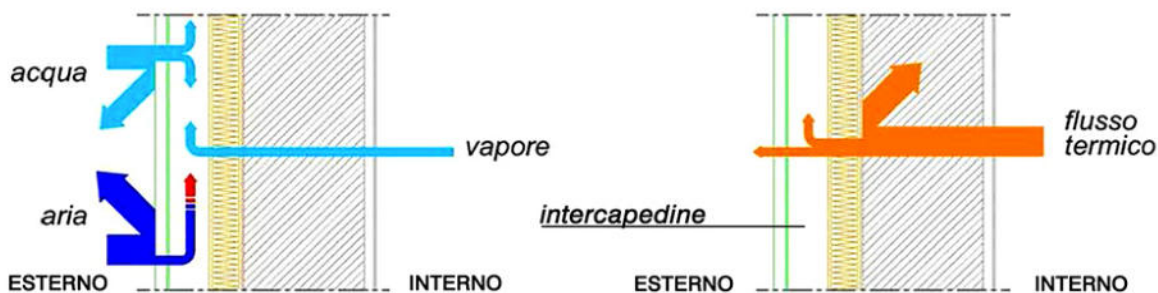 acqua
vapore
aria
ESTERNO
INTERNO
flusso
termico
intercapedine
ESTERNO
INTERNO